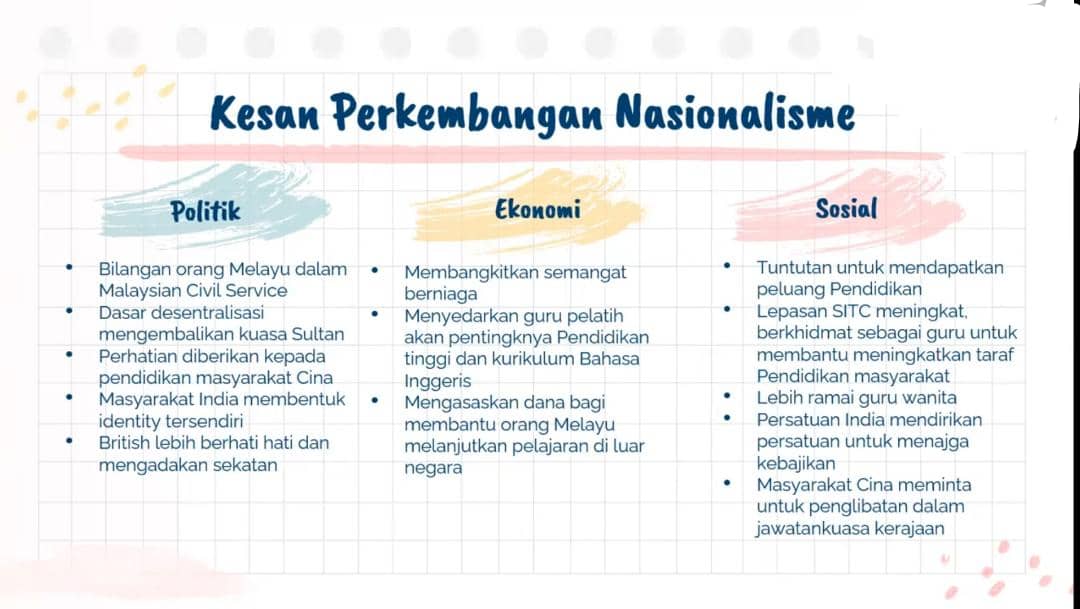 Kesan Perkembangan Nasionalisme
Politik
• Bilangan orang Melayu dalam
Malaysian Civil Service
• Dasar desentralisasi
mengembalikan kuasa Sultan
• Perhatian diberikan kepada
pendidikan masyarakat Cina
• Masyarakat India membentuk
identity tersendiri
• British lebih berhati hati dan
mengadakan sekatan
Ekonomi
• Membangkitkan semangat
berniaga
• Menyedarkan guru pelatih
akan pentingknya Pendidikan
tinggi dan kurikulum Bahasa
Inggeris
• Mengasaskan dana bagi
membantu orang Melayu
melanjutkan pelajaran di luar
negara
Sosial
• Tuntutan untuk mendapatkan
peluang Pendidikan
• Lepasan SITC meningkat,
berkhidmat sebagai guru untuk
membantu meningkatkan taraf
Pendidikan masyarakat
• Lebih ramai guru wanita
• Persatuan India mendirikan
persatuan untuk menajga
kebajikan
• Masyarakat Cina meminta
untuk penglibatan dalam
jawatankuasa kerajaan